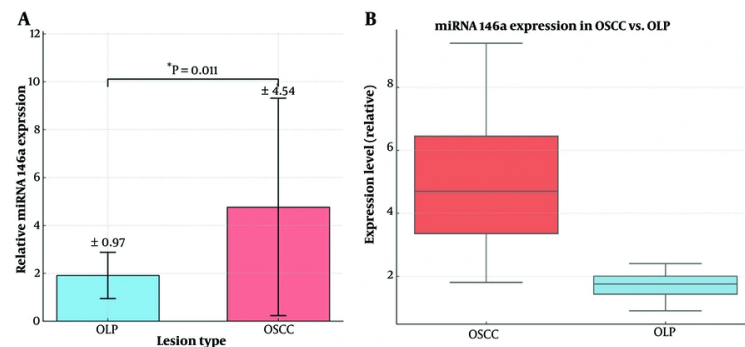 A
Relative miRNA 146a exprssion
12
10
8
6
4
2
0
*P = 0.011
± 4.54
± 0.97
OLP
OSCC
Lesion type
B
miRNA 146a expression in OSCC vs. OLP
Expression level (relative)
8
6
4
2
OSCC
OLP